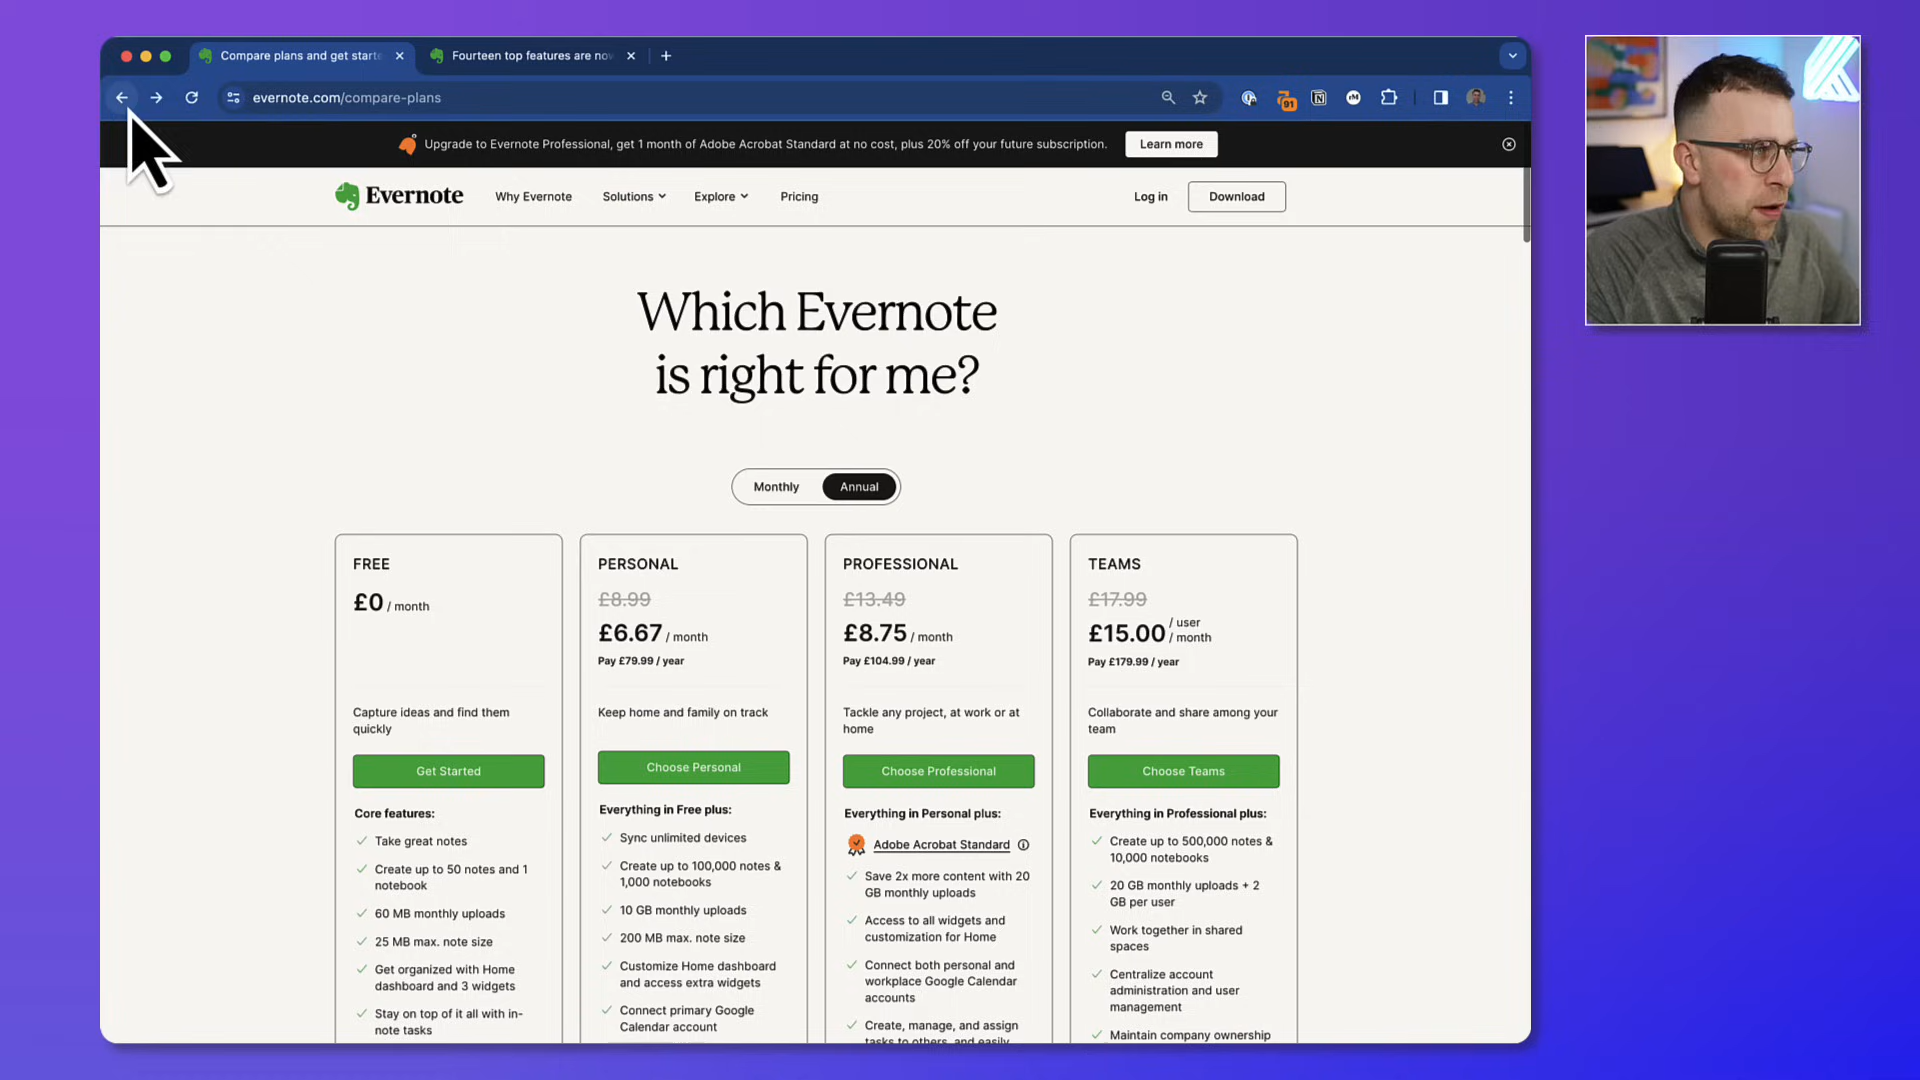 Compare plans and get starte
Fourteen top features are now
evernote.com/compare-plans
91
Upgrade to Evernote Professional, get 1 month of Adobe Acrobat Standard at no cost, plus 20% off your future subscription.
Learn more
Evernote
Why Evernote
Solutions
Explore
Pricing
Log in
Download
Which Evernote
is right for me?
Monthly
Annual
FREE
£0 / month
Capture ideas and find them
quickly
Get Started
Core features:
Take great notes
Create up to 50 notes and 1
notebook
60 MB monthly uploads
25 MB max. note size
Get organized with Home
dashboard and 3 widgets
Stay on top of it all with in-
note tasks
PERSONAL
£8.99
£6.67 / month
Pay £79.99 / year
Keep home and family on track
Choose Personal
Everything in Free plus:
Sync unlimited devices
Create up to 100,000 notes &
1,000 notebooks
10 GB monthly uploads
200 MB max. note size
Customize Home dashboard
and access extra widgets
Connect primary Google
Calendar account
PROFESSIONAL
£13.49
£8.75 / month
Pay £104.99 / year
Tackle any project, at work or at
home
Choose Professional
Everything in Personal plus:
Adobe Acrobat Standard
Save 2x more content with 20
GB monthly uploads
Access to all widgets and
customization for Home
Connect both personal and
workplace Google Calendar
accounts
Create, manage, and assign
tasks to others, and easily
TEAMS
£17.99
£15.00 / user / month
Pay £179.99 / year
Collaborate and share among your
team
Choose Teams
Everything in Professional plus:
Create up to 500,000 notes &
10,000 notebooks
20 GB monthly uploads + 2
GB per user
Work together in shared
spaces
Centralize account
administration and user
management
Maintain company ownership